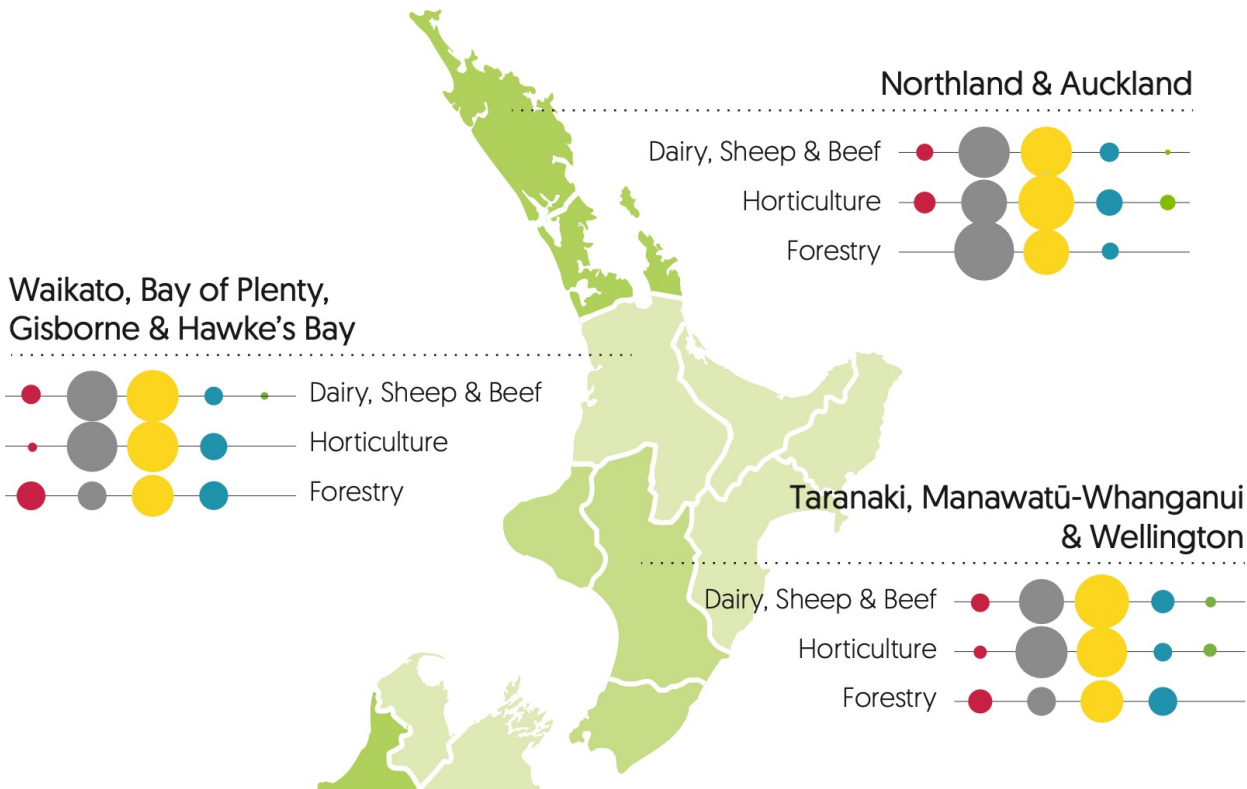 Northland & Auckland
Dairy, Sheep & Beef
Horticulture
Forestry
Waikato, Bay of Plenty,
Gisborne & Hawke's Bay
Dairy, Sheep & Beef
Horticulture
Forestry
Taranaki, Manawatū-Whanganui
& Wellington
Dairy, Sheep & Beef
Horticulture
Forestry